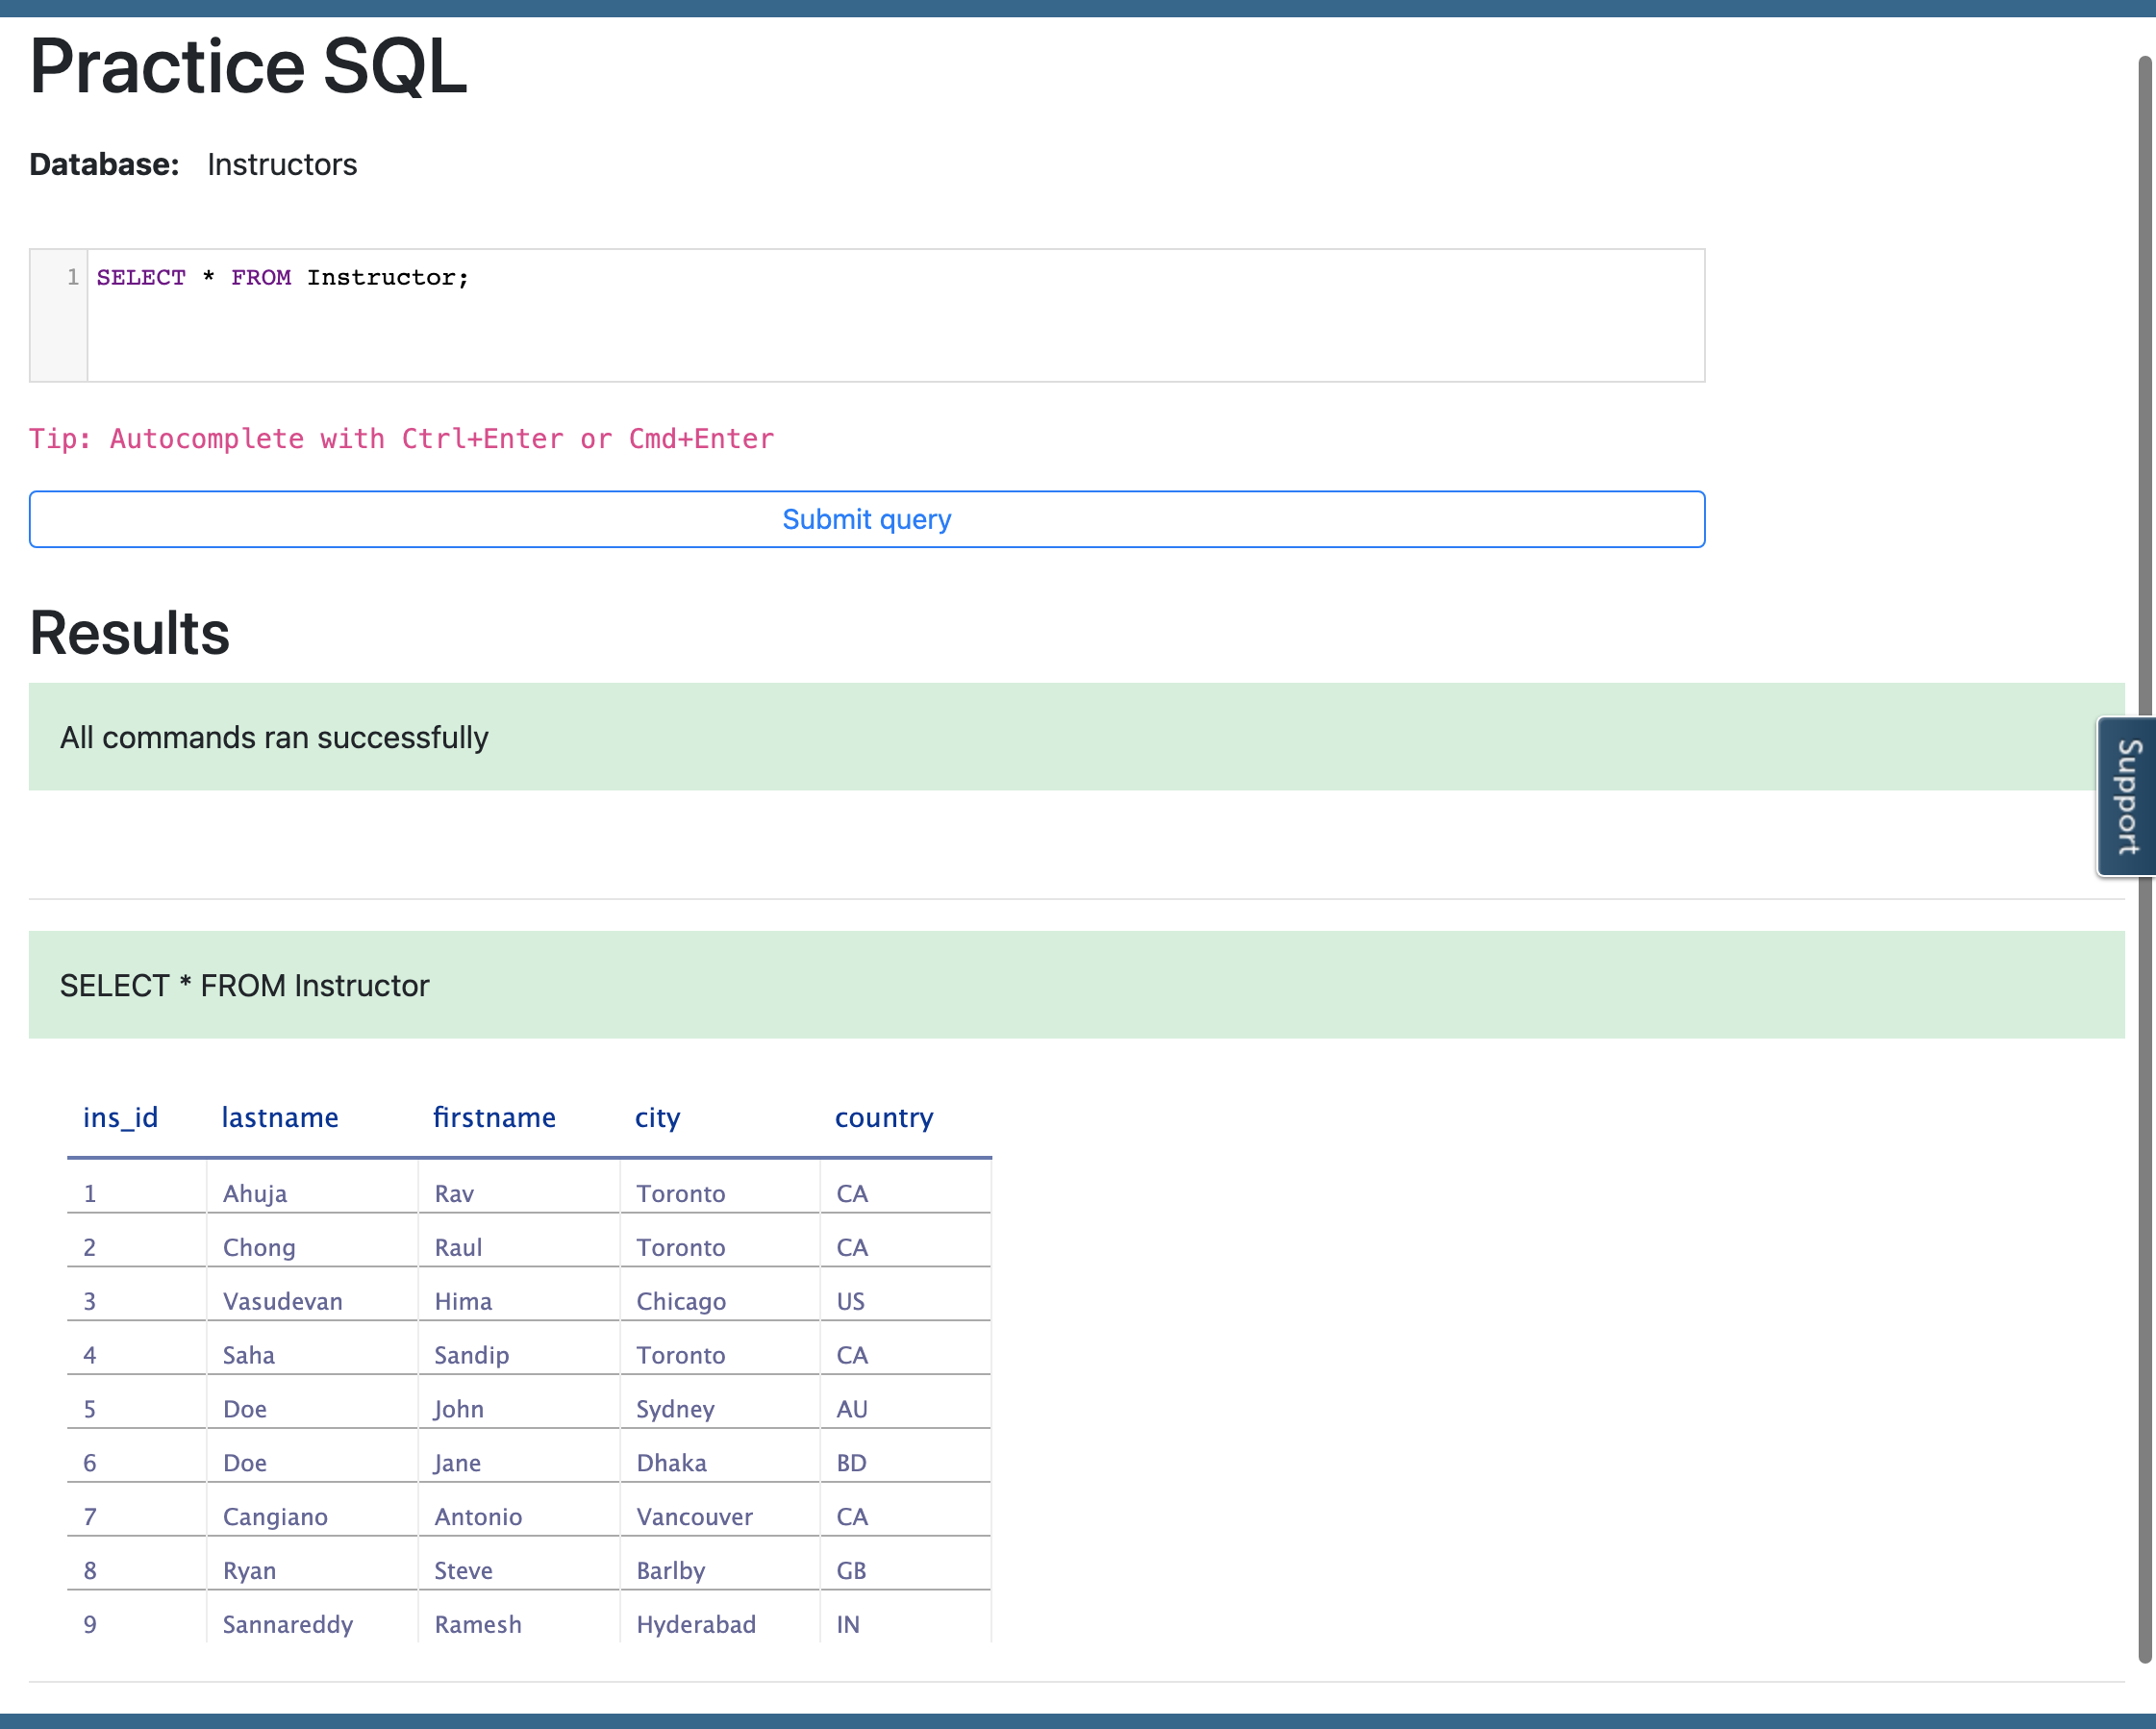 Practice SQL
Database: Instructors
1 SELECT * FROM Instructor;
Tip: Autocomplete with Ctrl+Enter or Cmd+Enter
Submit query
Results
All commands ran successfully
Support
SELECT * FROM Instructor
ins_id lastname firstname city country
1 Ahuja Rav Toronto CA
2 Chong Raul Toronto CA
3 Vasudevan Hima Chicago US
4 Saha Sandip Toronto CA
5 Doe John Sydney AU
6 Doe Jane Dhaka BD
7 Cangiano Antonio Vancouver CA
8 Ryan Steve Barlby GB
9 Sannareddy Ramesh Hyderabad IN